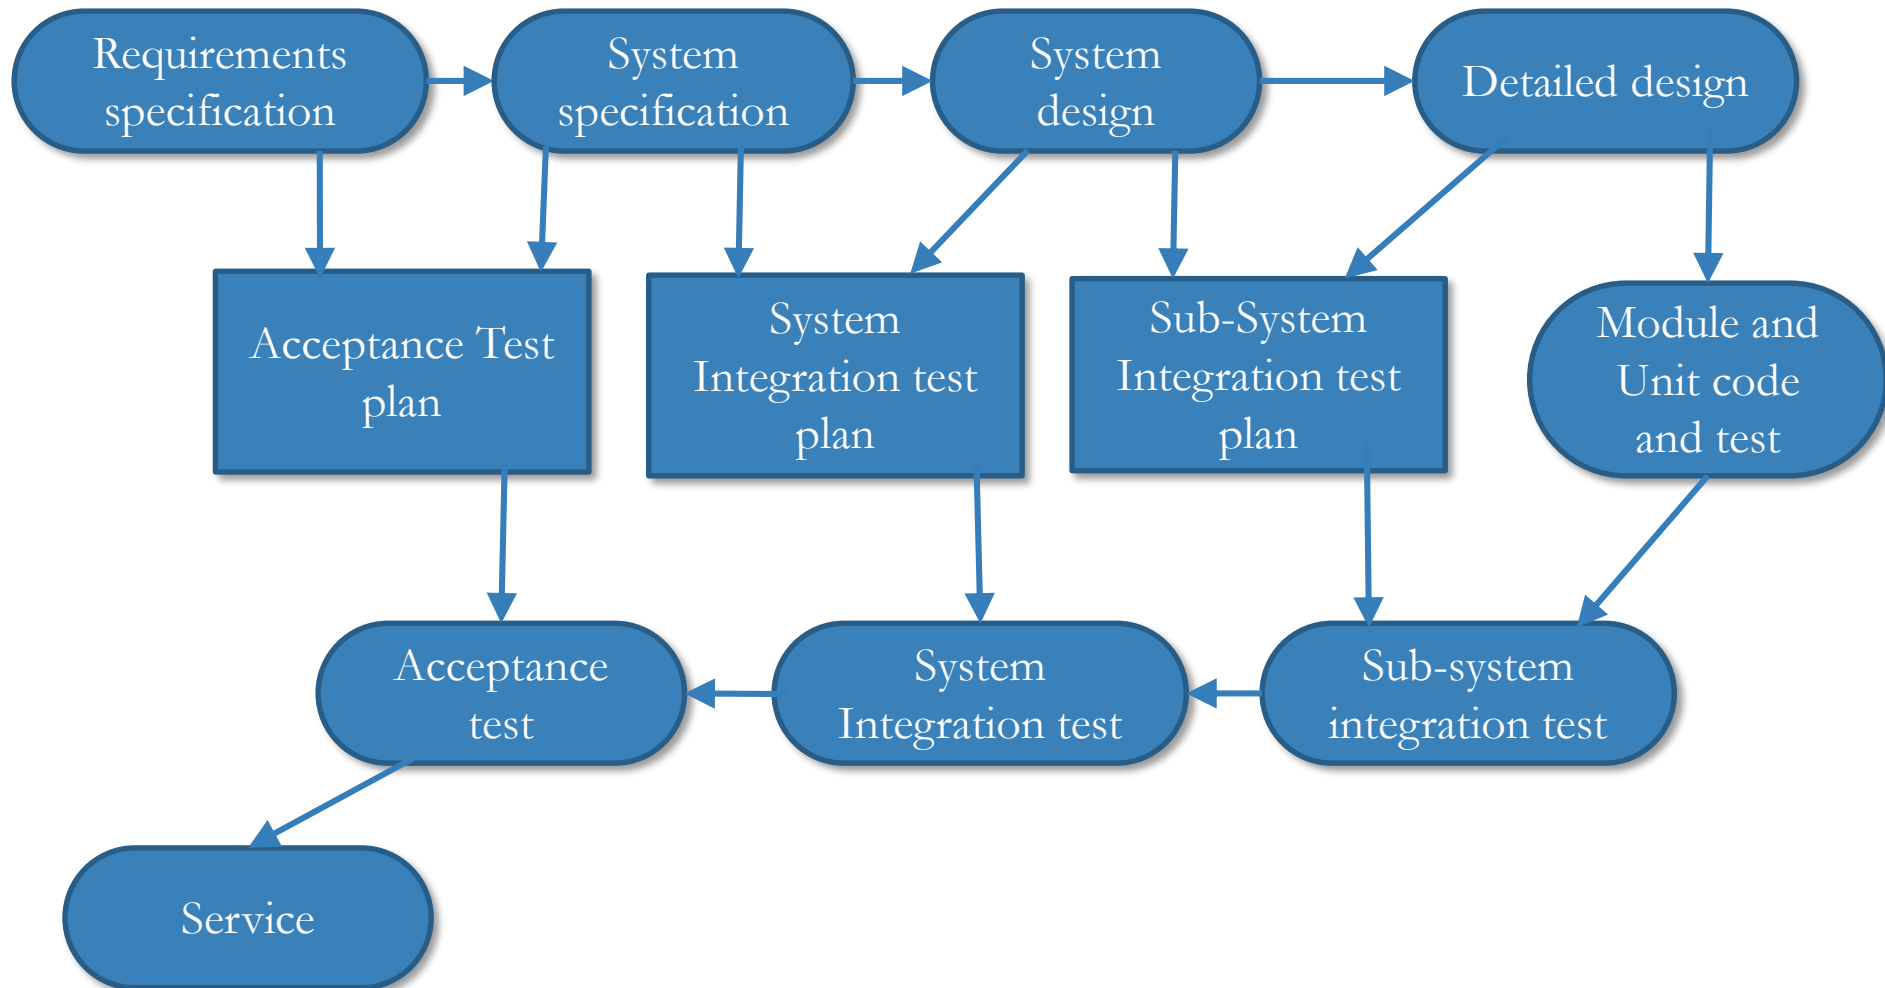 Requirements
specification
System
specification
System
design
Detailed design
Acceptance Test
plan
System
Integration test
plan
Sub-System
Integration test
plan
Module and
Unit code
and test
Acceptance
test
System
Integration test
Sub-system
integration test
Service